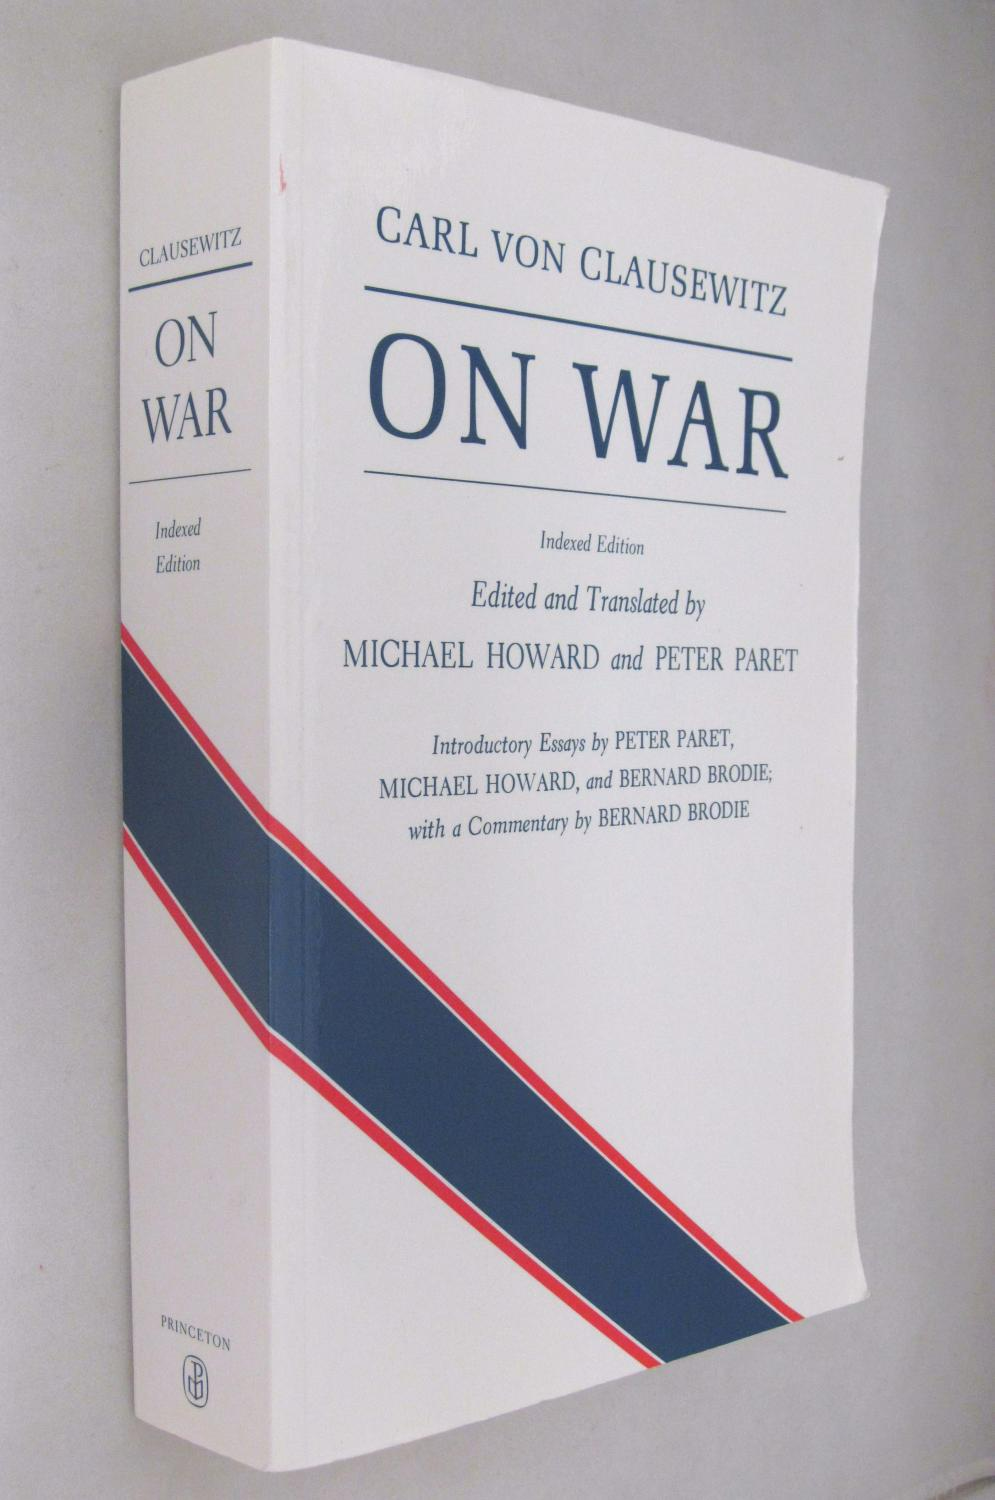 CLAUSEWITZ
ON
WAR
Indexed
Edition
PRINCETON
CARL VON CLAUSEWITZ
ON WAR
Indexed Edition
Edited and Translated by
MICHAEL HOWARD and PETER PARET
Introductory Essays by PETER PARET,
MICHAEL HOWARD, and BERNARD BRODIE;
with a Commentary by BERNARD BRODIE